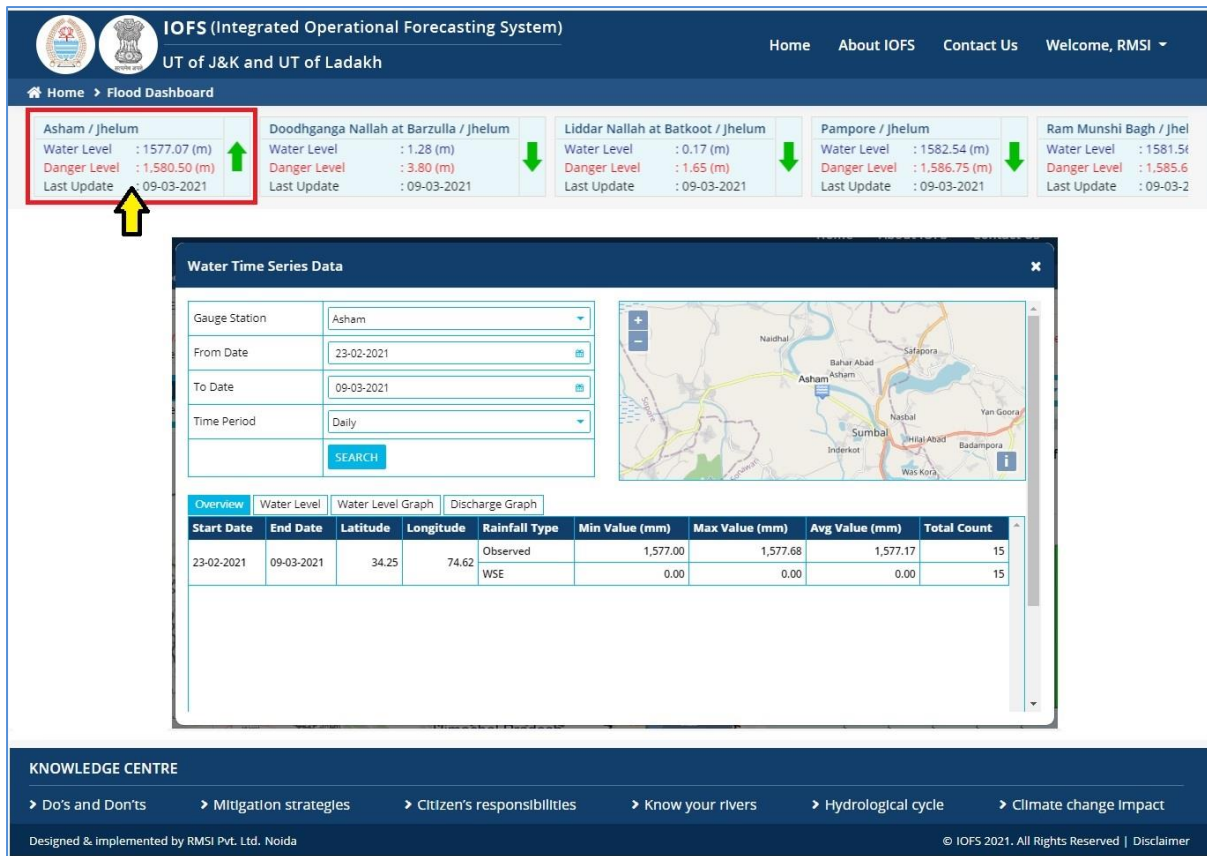 IOFS (Integrated Operational Forecasting System)
UT of J&K and UT of Ladakh
Home About IOFS Contact Us Welcome, RMSI
Home > Flood Dashboard
Asham / Jhelum
Water Level : 1577.07 (m)
Danger Level : 1,580.50 (m)
Last Update : 09-03-2021
Doodhganga Nallah at Barzulla / Jhelum
Water Level : 1.28 (m)
Danger Level : 3.80 (m)
Last Update : 09-03-2021
Liddar Nallah at Batkoot / Jhelum
Water Level : 0.17 (m)
Danger Level : 1.65 (m)
Last Update : 09-03-2021
Pampore / Jhelum
Water Level : 1582.54 (m)
Danger Level : 1,586.75 (m)
Last Update : 09-03-2021
Ram Munshi Bagh / Jhel
Water Level : 1581.56
Danger Level : 1,585.6
Last Update : 09-03-2
Water Time Series Data
Gauge Station Asham
From Date 23-02-2021
To Date 09-03-2021
Time Period Daily
SEARCH
Naidhal
Bahar Abad
Safapora
Asham
Asham
Nasbal
Yan Goora
Sumbal
Hilal Abad
Badampora
Inderkot
Was Kora
Sopore
Sonawari
Overview Water Level Water Level Graph Discharge Graph
Start Date End Date Latitude Longitude Rainfall Type Min Value (mm) Max Value (mm) Avg Value (mm) Total Count
23-02-2021 09-03-2021 34.25 74.62 Observed 1,577.00 1,577.68 1,577.17 15
WSE 0.00 0.00 0.00 15
KNOWLEDGE CENTRE
> Do's and Don'ts > Mitigation strategies > Citizen's responsibilities > Know your rivers > Hydrological cycle > Climate change impact
Designed & implemented by RMSI Pvt. Ltd. Noida © IOFS 2021. All Rights Reserved | Disclaimer